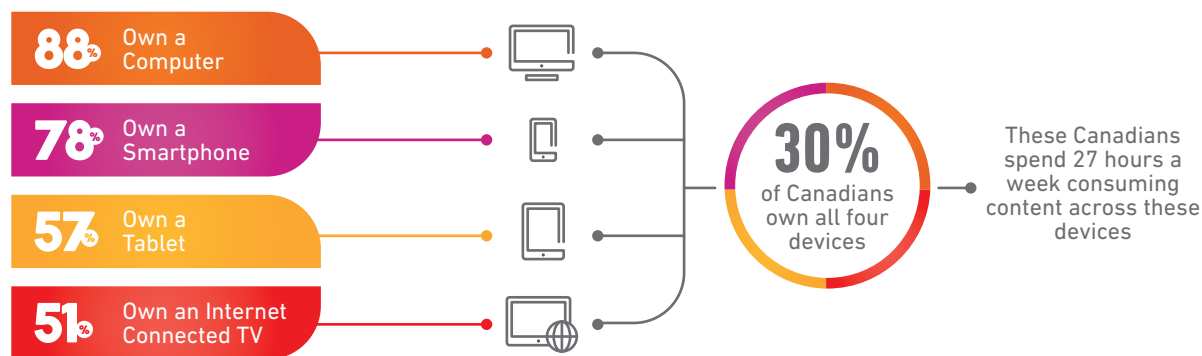 88% Own a
Computer
78% Own a
Smartphone
57% Own a
Tablet
51% Own an Internet
Connected TV
30%
of Canadians
own all four
devices
These Canadians
spend 27 hours a
week consuming
content across these
devices